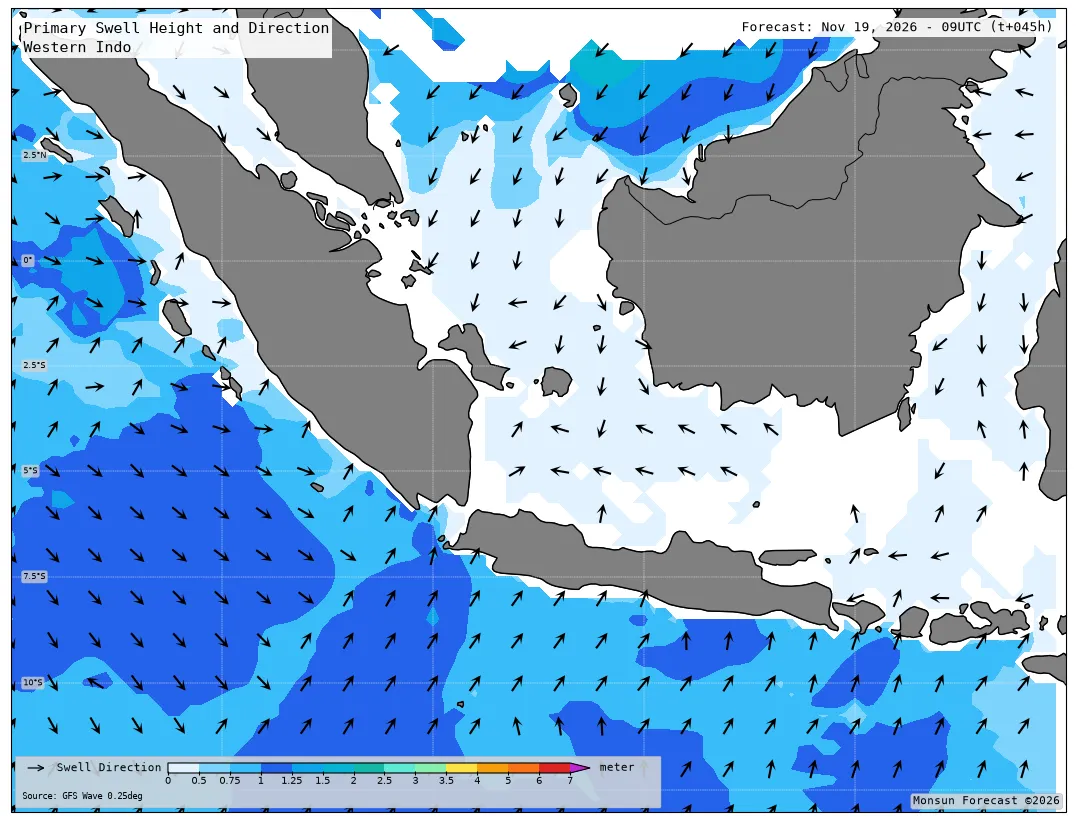 Primary Swell Height and Direction
Western Indo
Forecast: Nov 19, 2026 - 09UTC (t+045h)
2.5°N
0°
2.5°S
5°S
7.5°S
10°S
Swell Direction
0 0.5 0.75 1 1.25 1.5 2 2.5 3 3.5 4 5 6 7
meter
Source: GFS Wave 0.25deg
Monsun Forecast ©2026